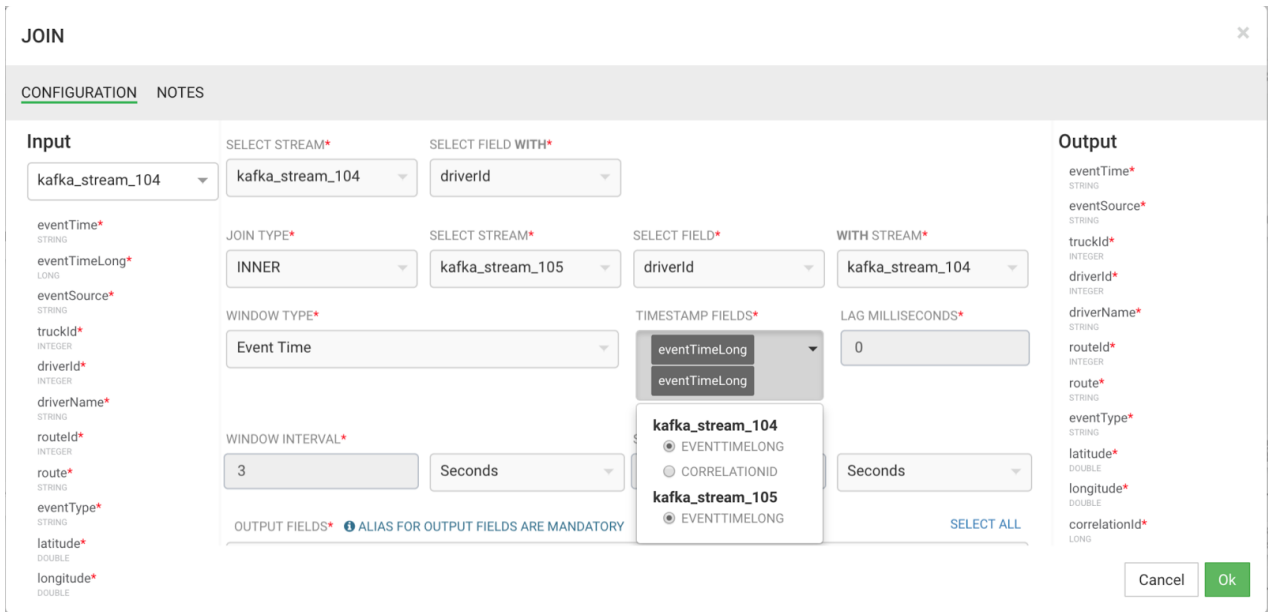 JOIN
×
CONFIGURATION NOTES
Input
kafka_stream_104
eventTime*
STRING
eventTimeLong*
LONG
eventSource*
STRING
truckId*
INTEGER
driverId*
INTEGER
driverName*
STRING
routeId*
INTEGER
route*
STRING
eventType*
STRING
latitude*
DOUBLE
longitude*
DOUBLE
SELECT STREAM* SELECT FIELD WITH*
kafka_stream_104 driverId
JOIN TYPE* SELECT STREAM* SELECT FIELD* WITH STREAM*
INNER kafka_stream_105 driverId kafka_stream_104
WINDOW TYPE* TIMESTAMP FIELDS* LAG MILLISECONDS*
Event Time eventTimeLong 0
eventTimeLong
kafka_stream_104
EVENTTIMELONG
CORRELATIONID
kafka_stream_105
EVENTTIMELONG
WINDOW INTERVAL*
3 Seconds Seconds
OUTPUT FIELDS* ALIAS FOR OUTPUT FIELDS ARE MANDATORY SELECT ALL
Output
eventTime*
STRING
eventSource*
STRING
truckId*
INTEGER
driverId*
INTEGER
driverName*
STRING
routeId*
INTEGER
route*
STRING
eventType*
STRING
latitude*
DOUBLE
longitude*
DOUBLE
correlationId*
LONG
Cancel Ok